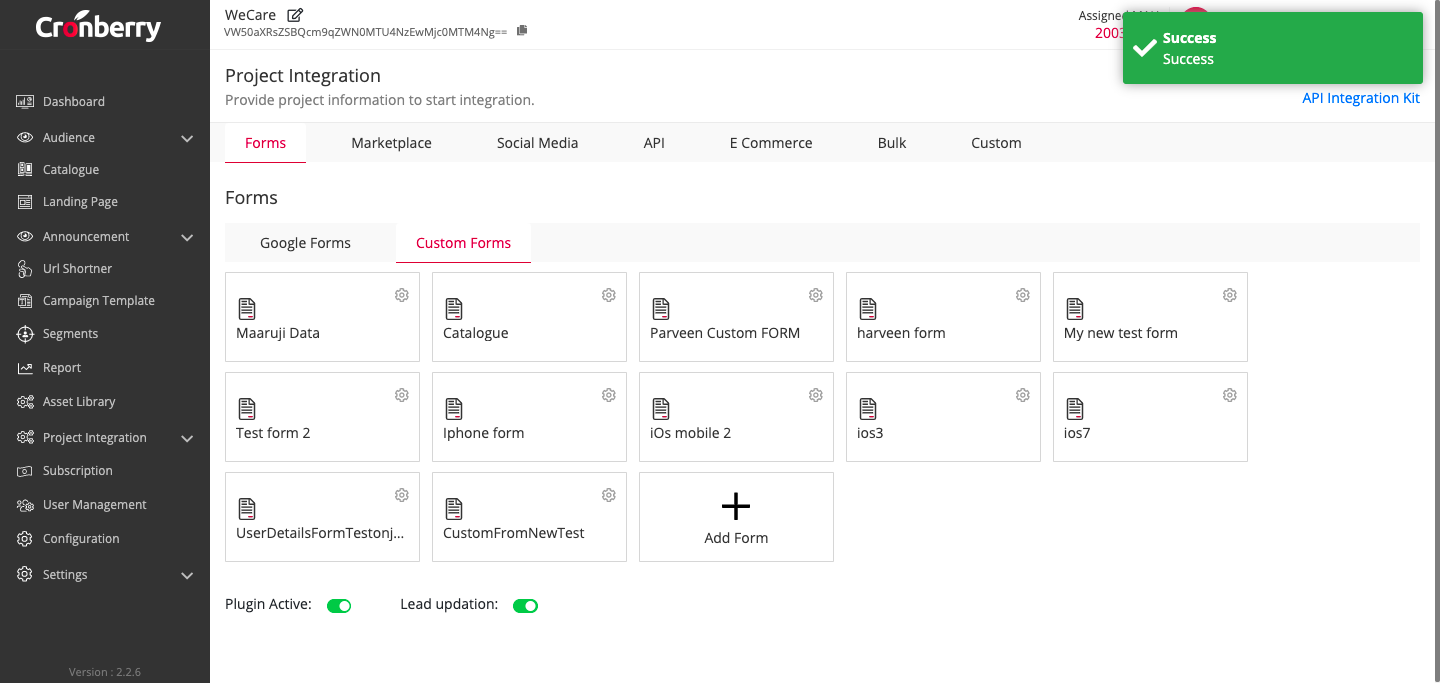 Cronberry
WeCare
VW50aXRsZSBQcm9qZWN0MTU4NzEwMjc0MTM4Ng==
Assigned
2003
Success
Success
Project Integration
Provide project information to start integration.
API Integration Kit
Dashboard
Audience
Catalogue
Landing Page
Announcement
Url Shortner
Campaign Template
Segments
Report
Asset Library
Project Integration
Subscription
User Management
Configuration
Settings
Version : 2.2.6
Forms
Marketplace
Social Media
API
E Commerce
Bulk
Custom
Forms
Google Forms
Custom Forms
Maaruji Data
Catalogue
Parveen Custom FORM
harveen form
My new test form
Test form 2
Iphone form
iOs mobile 2
ios3
ios7
UserDetailsFormTestonj...
CustomFromNewTest
Add Form
Plugin Active:
Lead updation: